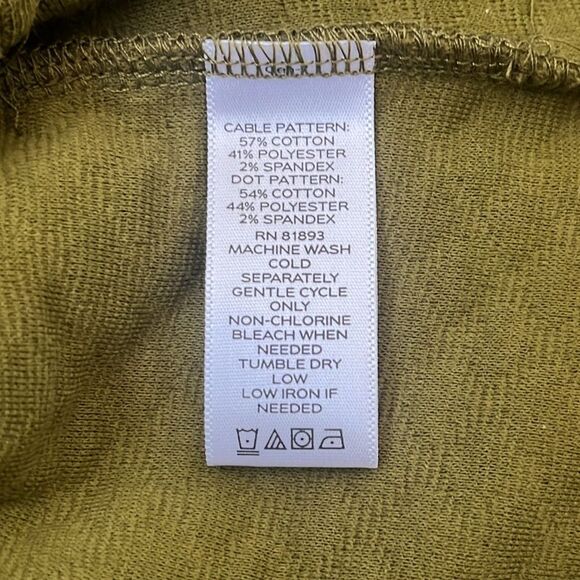 CABLE PATTERN:
57% COTTON
41% POLYESTER
2% SPANDEX
DOT PATTERN:
54% COTTON
44% POLYESTER
2% SPANDEX
RN 81893
MACHINE WASH
COLD
SEPARATELY
GENTLE CYCLE
ONLY
NON-CHLORINE
BLEACH WHEN
NEEDED
TUMBLE DRY
LOW
LOW IRON IF
NEEDED